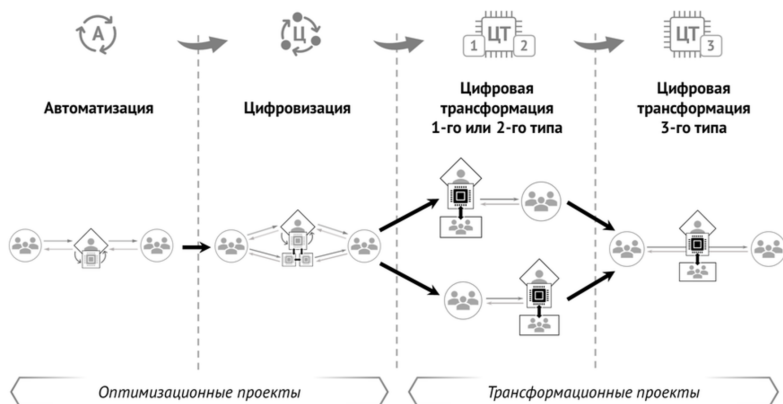 А
Ц
ЦТ
1
2
ЦТ
3
Автоматизация
Цифровизация
Цифровая
трансформация
1-го или 2-го типа
Цифровая
трансформация
3-го типа
Оптимизационные проекты
Трансформационные проекты